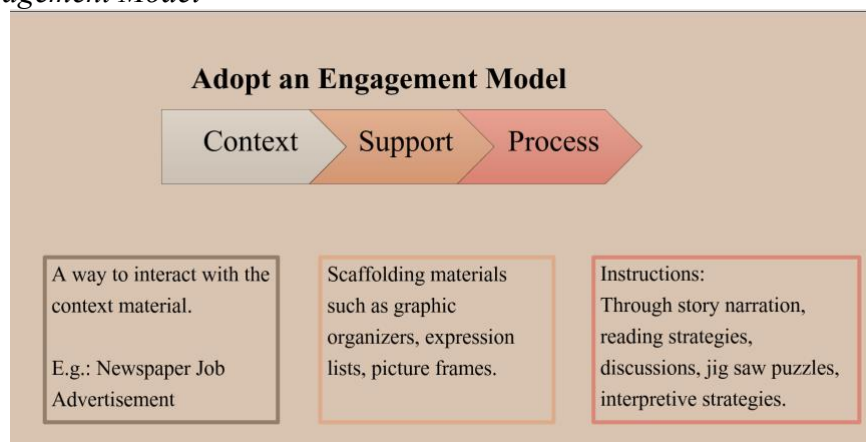 agement Model
Adopt an Engagement Model
Context
Support
Process
A way to interact with the
context material.
E.g.: Newspaper Job
Advertisement
Scaffolding materials
such as graphic
organizers, expression
lists, picture frames.
Instructions:
Through story narration,
reading strategies,
discussions, jig saw puzzles,
interpretive strategies.